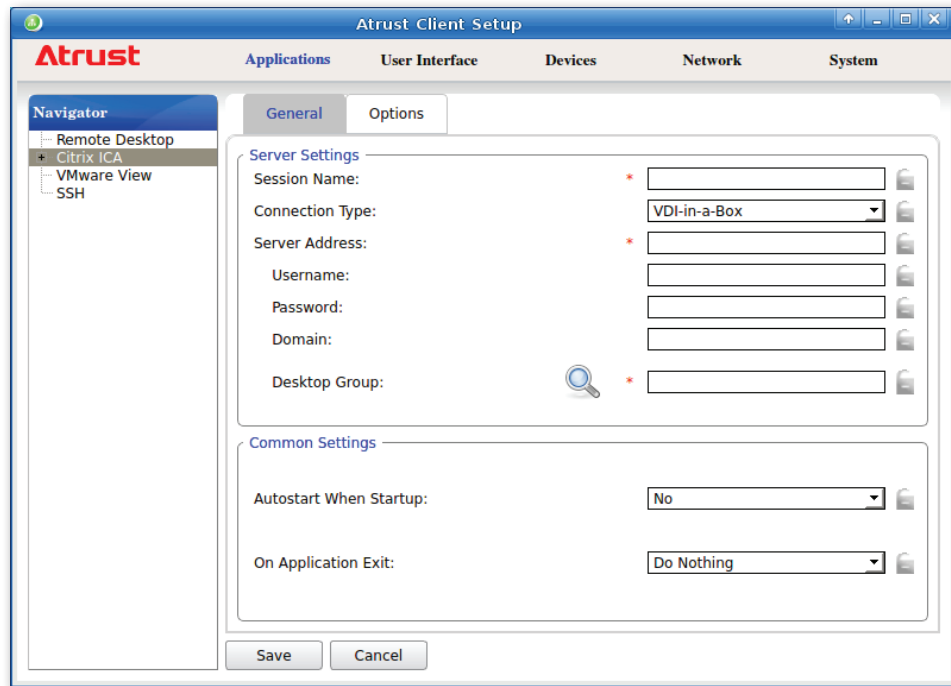 Atrust Client Setup
Atrust
Applications User Interface Devices Network System
Navigator
Remote Desktop
Citrix ICA
VMware View
SSH
General Options
Server Settings
Session Name: *
Connection Type: VDI-in-a-Box
Server Address: *
Username:
Password:
Domain:
Desktop Group: *
Common Settings
Autostart When Startup: No
On Application Exit: Do Nothing
Save Cancel